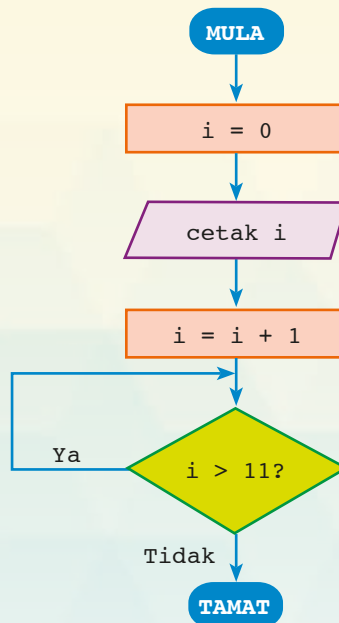 MULA
i = 0
cetak i
i = i + 1
Ya
i > 11?
Tidak
TAMAT